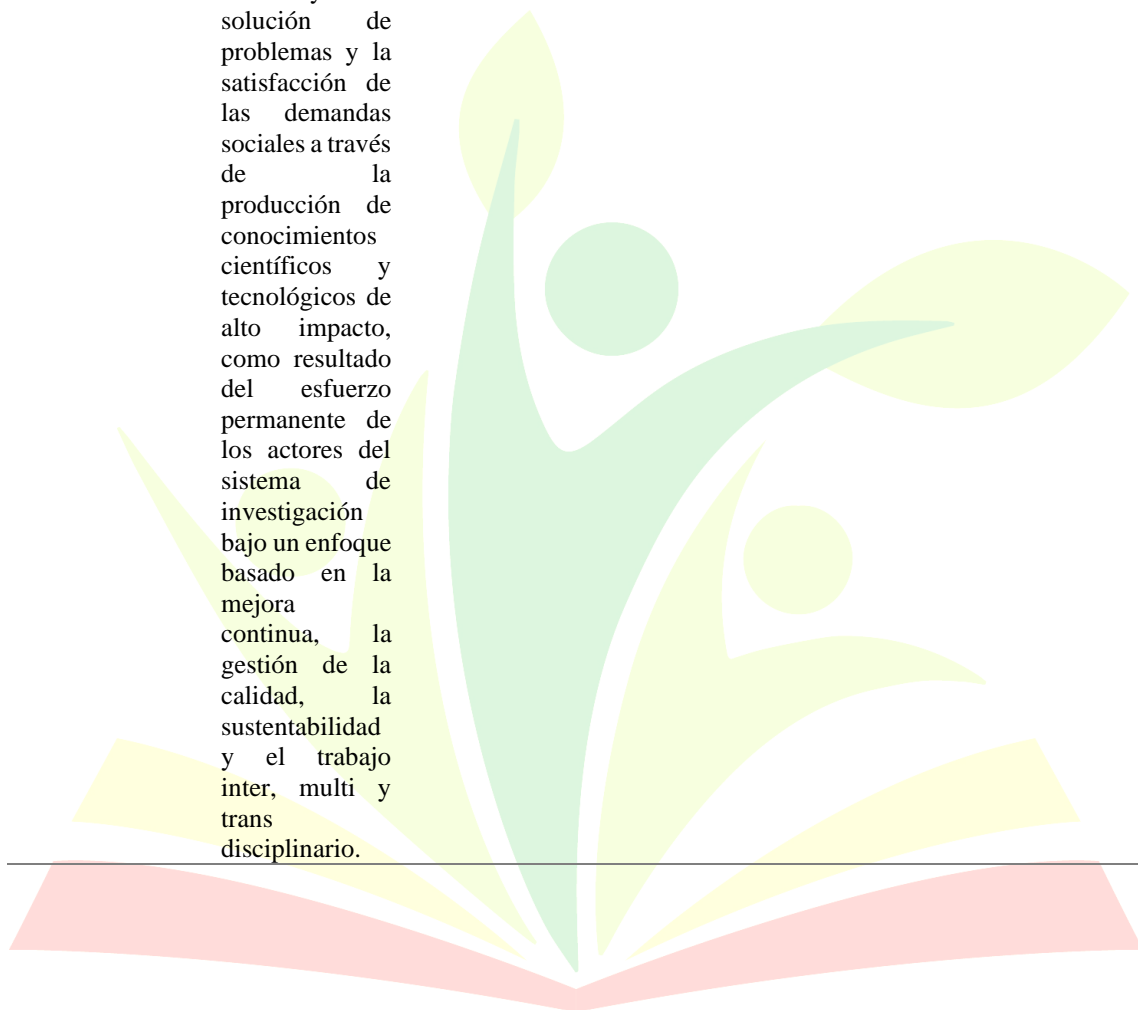 solución de
problemas y la
satisfacción de
las demandas
sociales a través
de la
producción de
conocimientos
científicos y
tecnológicos de
alto impacto,
como resultado
del esfuerzo
permanente de
los actores del
sistema de
investigación
bajo un enfoque
basado en la
mejora
continua, la
gestión de la
calidad, la
sustentabilidad
y el trabajo
inter, multi y
trans
disciplinario.